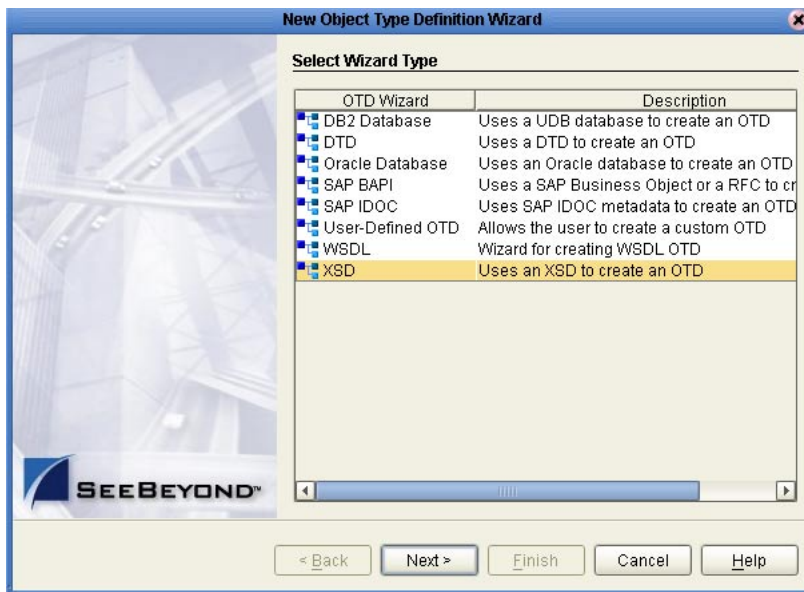 New Object Type Definition Wizard
Select Wizard Type
OTD Wizard Description
DB2 Database Uses a UDB database to create an OTD
DTD Uses a DTD to create an OTD
Oracle Database Uses an Oracle database to create an OTD
SAP BAPI Uses a SAP Business Object or a RFC to cr
SAP IDOC Uses SAP IDOC metadata to create an OTD
User-Defined OTD Allows the user to create a custom OTD
WSDL Wizard for creating WSDL OTD
XSD Uses an XSD to create an OTD
SEEBEYOND™
< Back Next > Finish Cancel Help